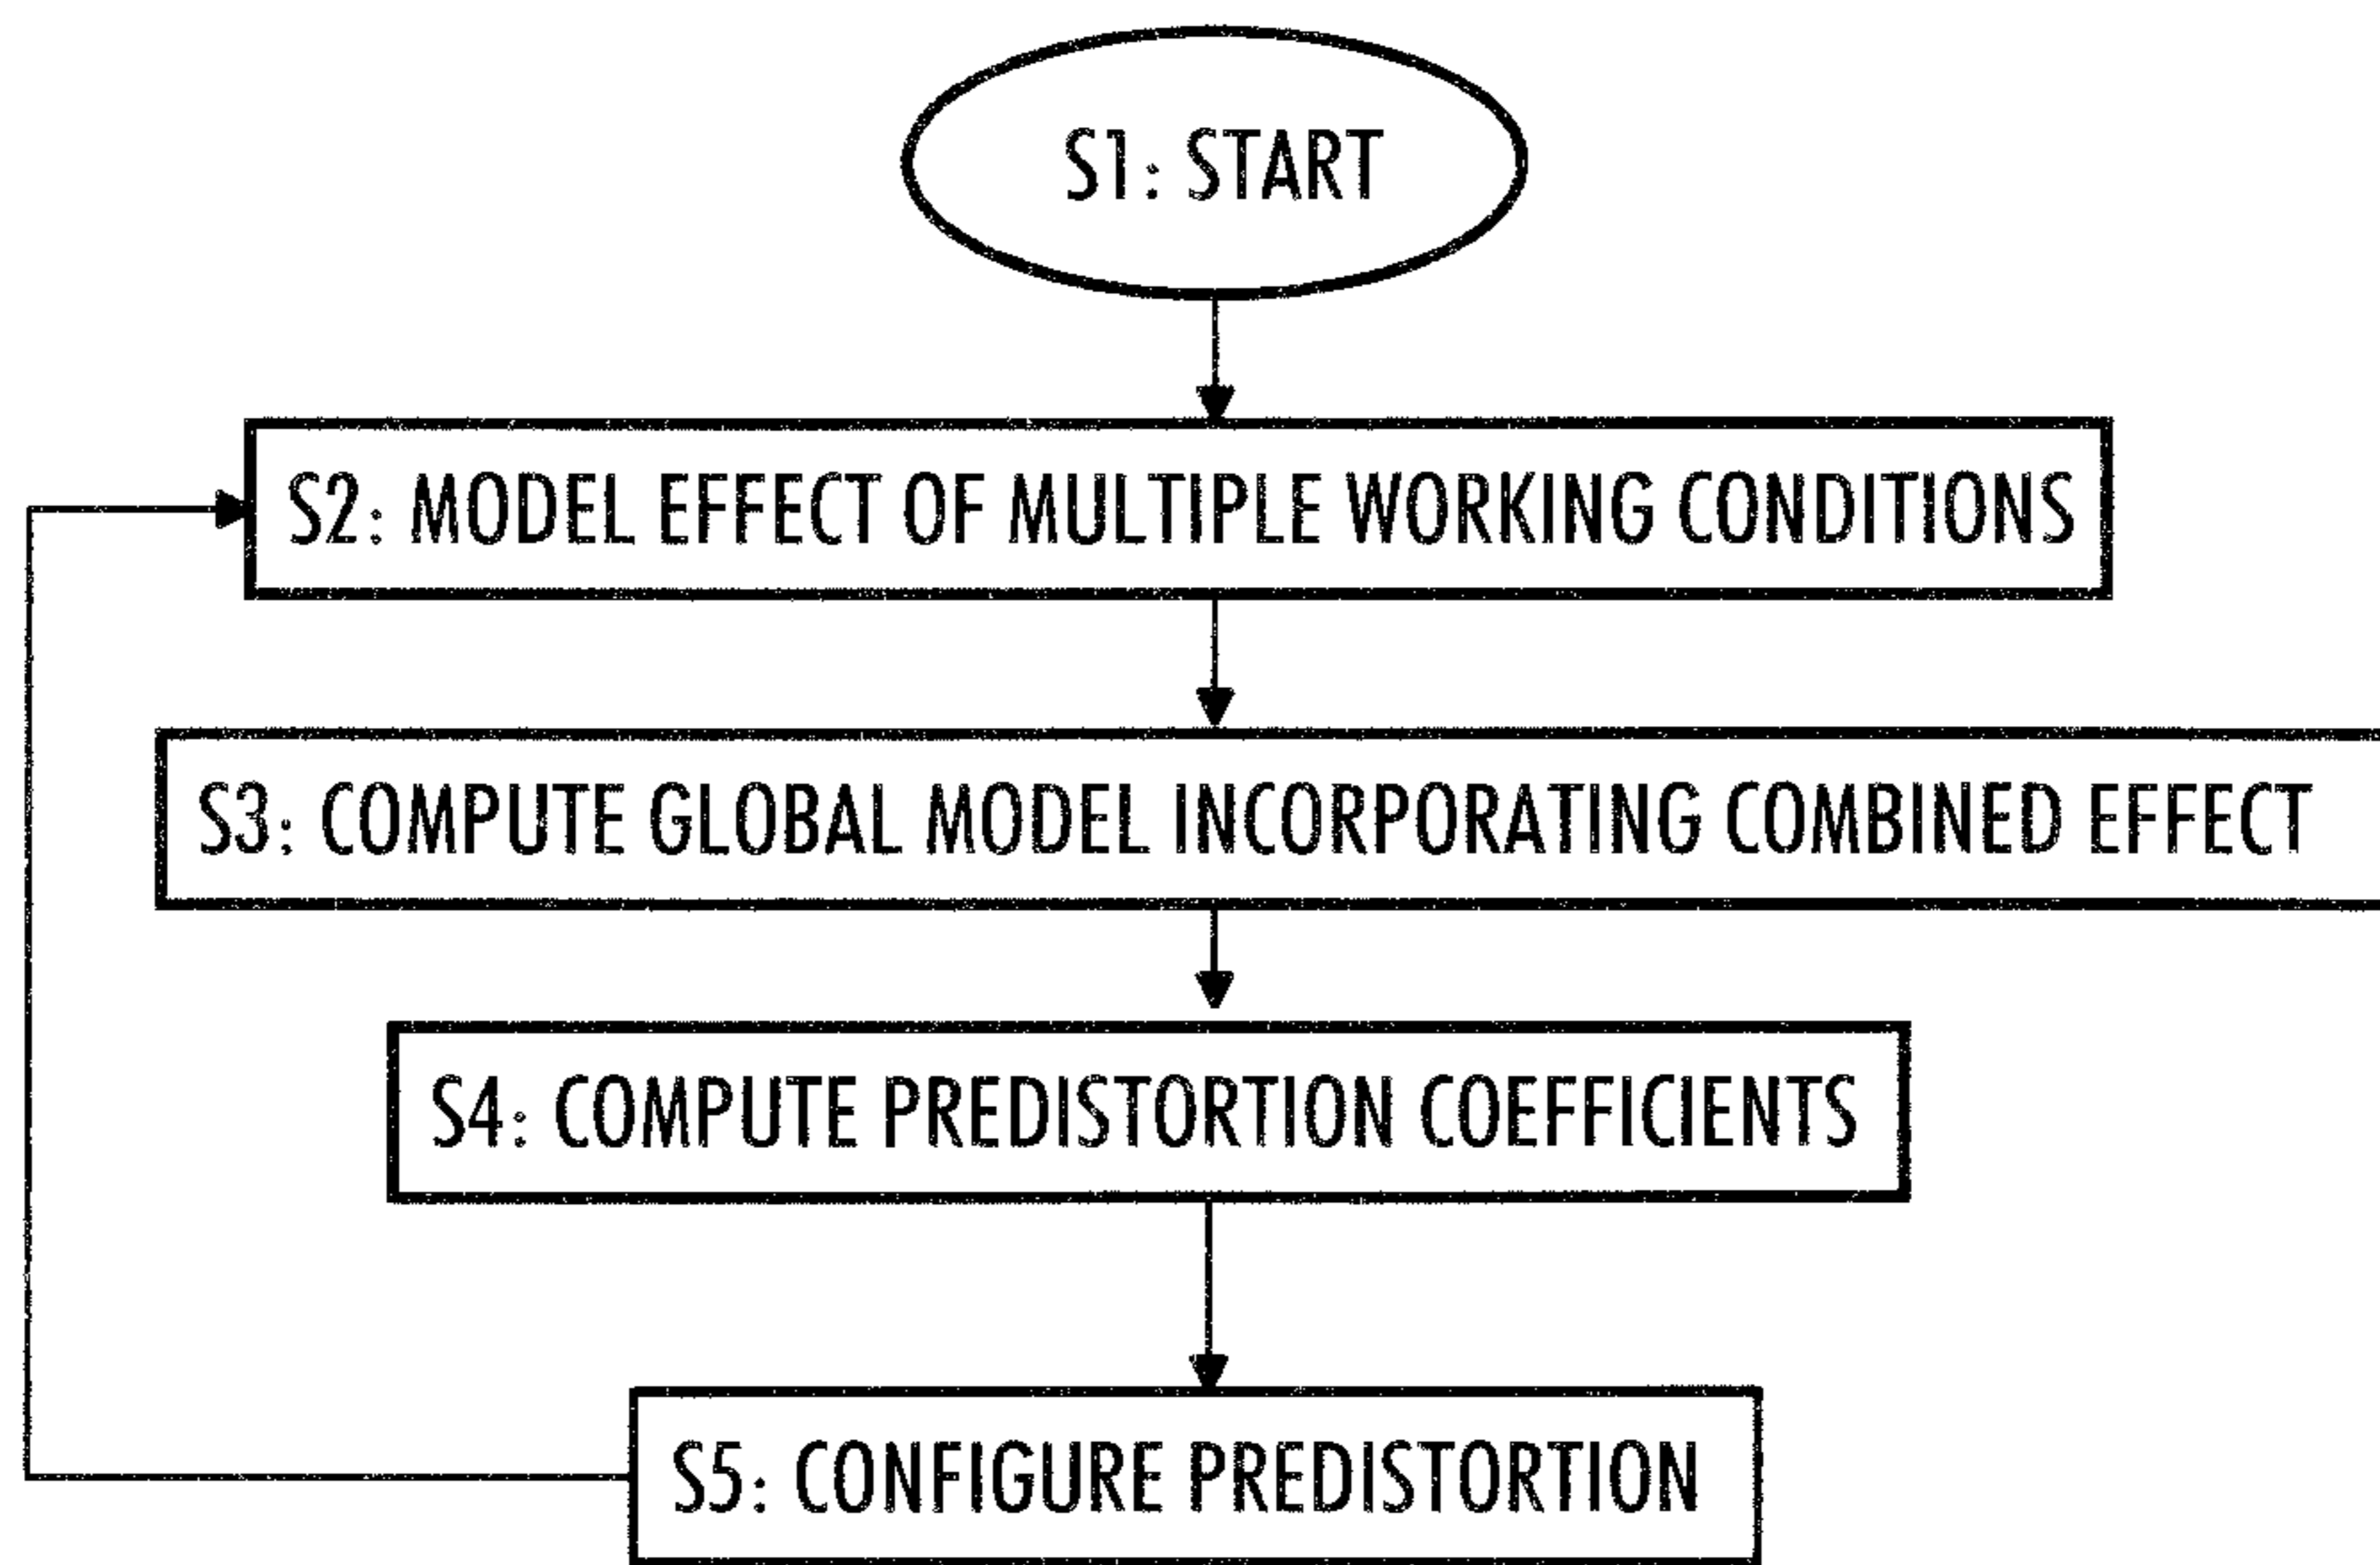 S1: START
S2: MODEL EFFECT OF MULTIPLE WORKING CONDITIONS
S3: COMPUTE GLOBAL MODEL INCORPORATING COMBINED EFFECT
S4: COMPUTE PREDISTORTION COEFFICIENTS
S5: CONFIGURE PREDISTORTION